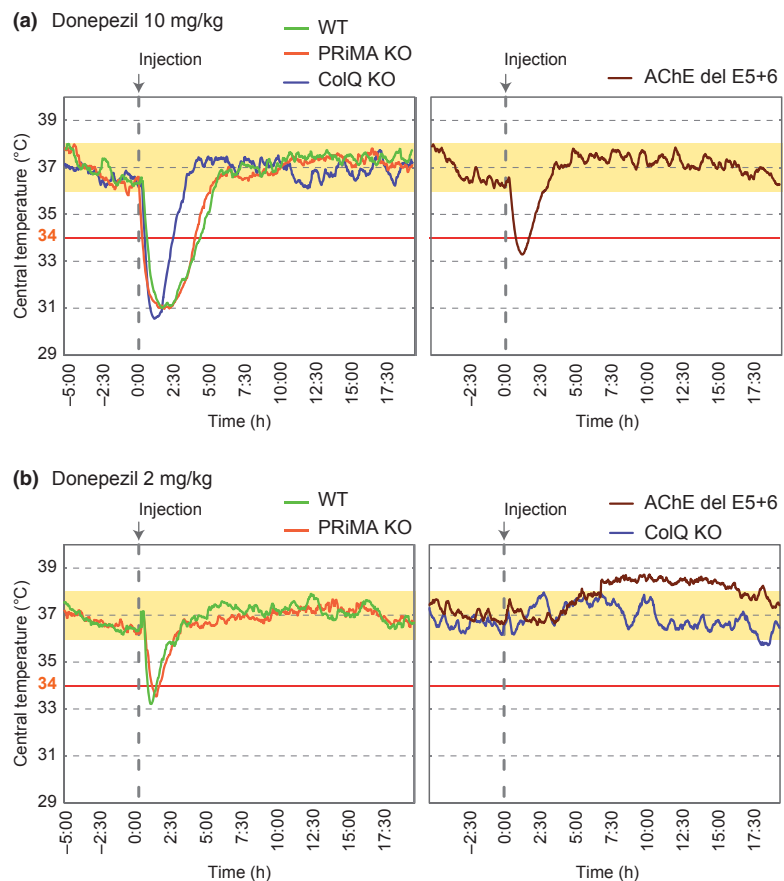 (a) Donepezil 10 mg/kg
Injection
WT
PRiMA KO
ColQ KO
Injection
AChE del E5+6
Central temperature (°C)
39
37
35
34
33
31
29
–5:00
–2:30
0:00
2:30
5:00
7:30
10:00
12:30
15:00
17:30
Time (h)
–2:30
0:00
2:30
5:00
7:30
10:00
12:30
15:00
17:30
Time (h)
(b) Donepezil 2 mg/kg
Injection
WT
PRiMA KO
Injection
AChE del E5+6
ColQ KO
Central temperature (°C)
39
37
35
34
33
31
29
–5:00
–2:30
0:00
2:30
5:00
7:30
10:00
12:30
15:00
17:30
Time (h)
–2:30
0:00
2:30
5:00
7:30
10:00
12:30
15:00
17:30
Time (h)